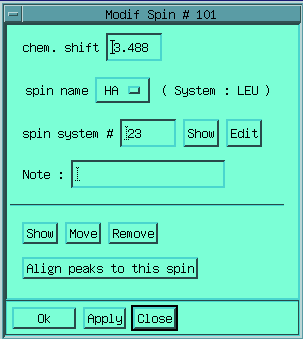 Modif Spin # 101
chem. shift 3.488
spin name HA ( System : LEU )
spin system # 23 Show Edit
Note :
Show Move Remove
Align peaks to this spin
Ok Apply Close